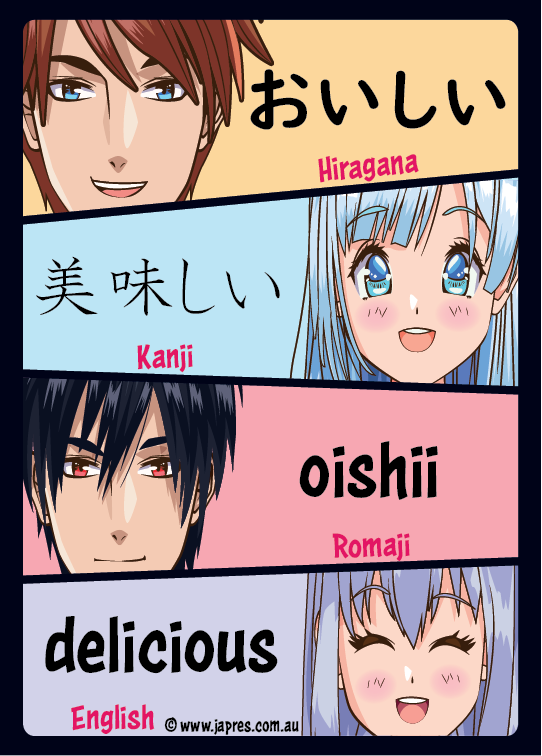 おいしい
Hiragana
美味しい
Kanji
oishii
Romaji
delicious
English © www.japres.com.au